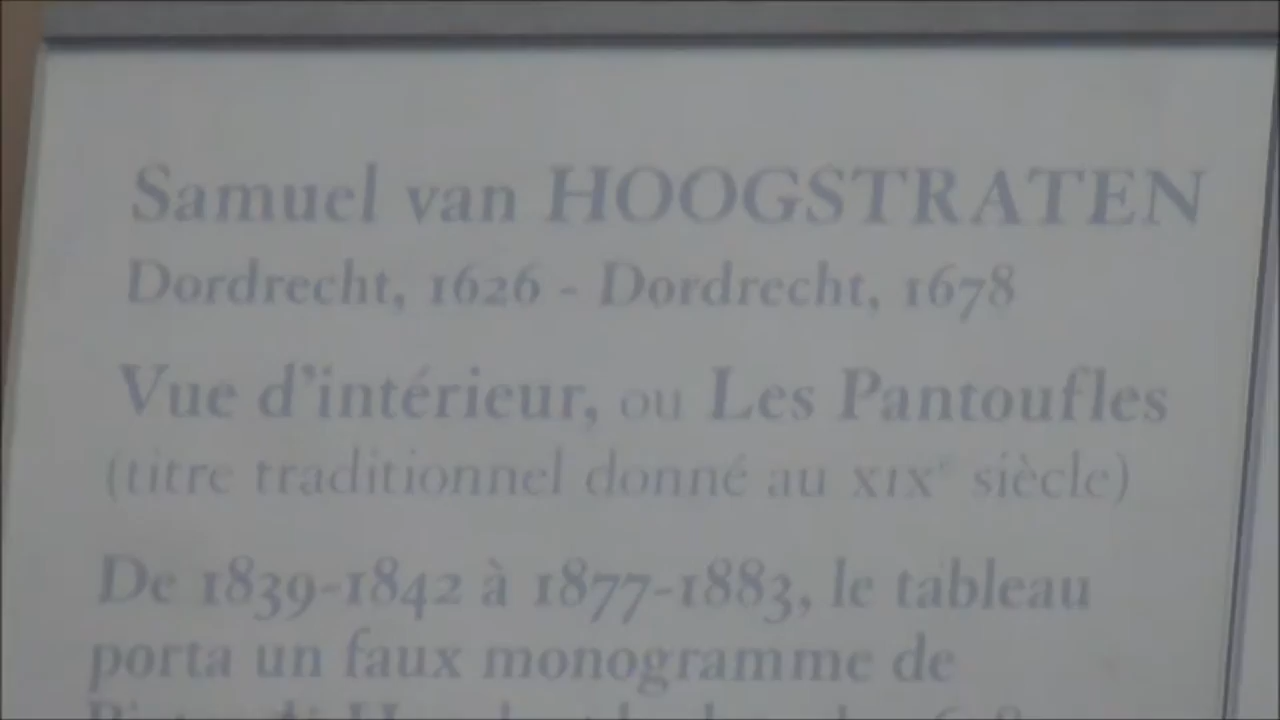 Samuel van HOOGSTRATEN
Dordrecht, 1626 - Dordrecht, 1678
Vue d'intérieur, ou Les Pantoufles
(titre traditionnel donné au XIXe siècle)
De 1839-1842 à 1877-1883, le tableau
porta un faux monogramme de